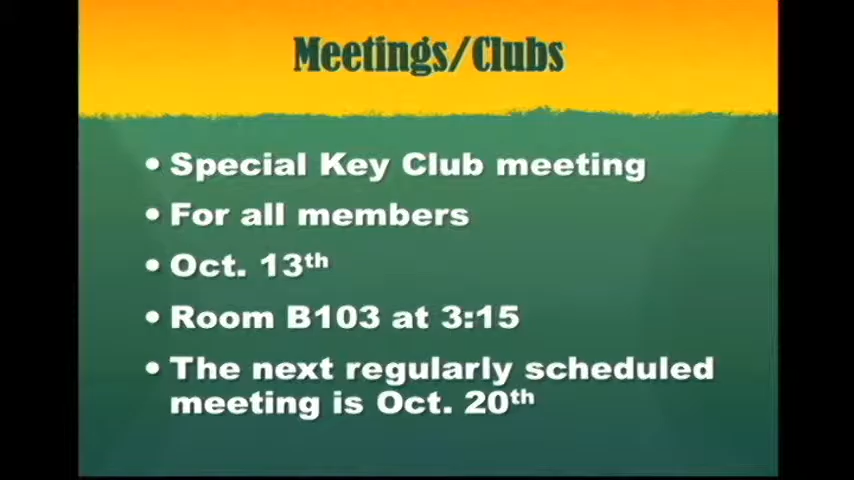 Meetings/Clubs
• Special Key Club meeting
• For all members
• Oct. 13th
• Room B103 at 3:15
• The next regularly scheduled
meeting is Oct. 20th